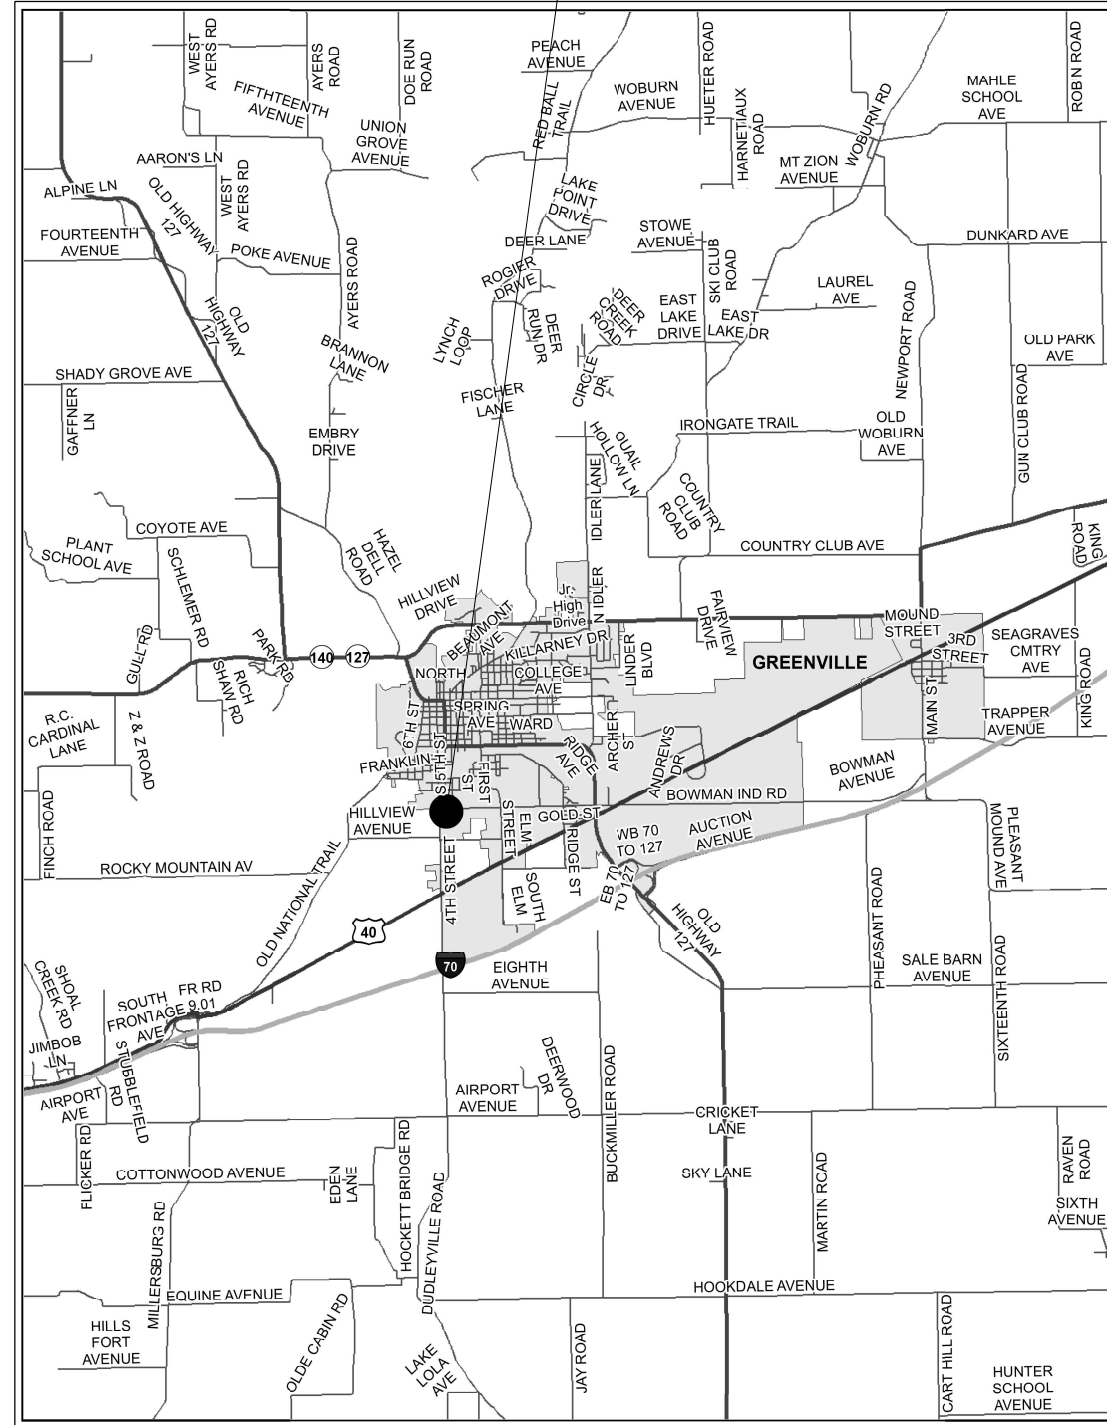 WEST
AYERS RD
AYERS
ROAD
DOE RUN
ROAD
PEACH
AVENUE
HUETER ROAD
ROBIN ROAD
FIFTHTEENTH
AVENUE
RED BALL
TRAIL
WOBURN
AVENUE
MAHLE
SCHOOL
AVE
UNION
GROVE
AVENUE
HARNETIAUX
ROAD
WOBURN RD
AARON'S LN
MT ZION
AVENUE
ALPINE LN
OLD HIGHWAY
127
WEST
AYERS RD
LAKE
POINT
DRIVE
FOURTEENTH
AVENUE
POKE AVENUE
DEER LANE
STOWE
AVENUE
DUNKARD AVE
AYERS ROAD
ROGIER
DRIVE
SKI CLUB
ROAD
LAUREL
AVE
OLD
HIGHWAY
127
DEER
RUN DR
DEER
CREEK
ROAD
EAST
LAKE
DRIVE
EAST
LAKE DR
NEWPORT ROAD
LYNCH
LOOP
BRANNON
LANE
OLD PARK
AVE
SHADY GROVE AVE
CIRCLE
DR
FISCHER
LANE
GAFFNER
LN
EMBRY
DRIVE
QUAIL
HOLLOW LN
IRONGATE TRAIL
OLD
WOBURN
AVE
GUN CLUB ROAD
IDLER LANE
COUNTRY
CLUB
ROAD
COYOTE AVE
PLANT
SCHOOL AVE
HAZEL
DELL
ROAD
COUNTRY CLUB AVE
KING
ROAD
SCHLEMER RD
HILLVIEW
DRIVE
Jr.
High
Drive
N IDLER
BEAUMONT
AVE
KILLARNEY DR
FAIRVIEW
DRIVE
MOUND
STREET
3RD
STREET
SEAGRAVES
CMTRY
AVE
GULL RD
PARK RD
140
127
LINDER
BLVD
GREENVILLE
RICH
SHAW RD
NORTH
COLLEGE
AVE
KING ROAD
R.C.
CARDINAL
LANE
Z & Z ROAD
6TH ST
SPRING
AVE
WARD
ARCHER
ST
MAIN ST
TRAPPER
AVENUE
FRANKLIN
S 5TH ST
ST
FIRST
STREET
RIDGE
AVE
ANDREWS
DR
BOWMAN
AVENUE
BOWMAN IND RD
FINCH ROAD
HILLVIEW
AVENUE
ELM
GOLD ST
RIDGE ST
WB 70
TO 127
AUCTION
AVENUE
PLEASANT
MOUND AVE
ROCKY MOUNTAIN AV
OLD NATIONAL TRAIL
4TH STREET
SOUTH
ELM
EB 70
TO 127
OLD
HIGHWAY
127
PHEASANT ROAD
40
70
SHOAL
CREEK RD
EIGHTH
AVENUE
SALE BARN
AVENUE
SIXTEENTH ROAD
SOUTH
FRONTAGE
AVE
FR RD
9.01
JIMBOB
LN
STUBBLEFIELD
RD
DEERWOOD
DR
BUCKMILLER ROAD
AIRPORT
AVE
AIRPORT
AVENUE
CRICKET
LANE
FLICKER RD
HOCKETT BRIDGE RD
RAVEN
ROAD
COTTONWOOD AVENUE
EDEN
LANE
SKY LANE
MARTIN ROAD
SIXTH
AVENUE
MILLERSBURG RD
DUDLEYVILLE ROAD
EQUINE AVENUE
HOOKDALE AVENUE
HILLS
FORT
AVENUE
OLDE CABIN RD
LAKE
LOLA
AVE
JAY ROAD
CART HILL ROAD
HUNTER
SCHOOL
AVENUE